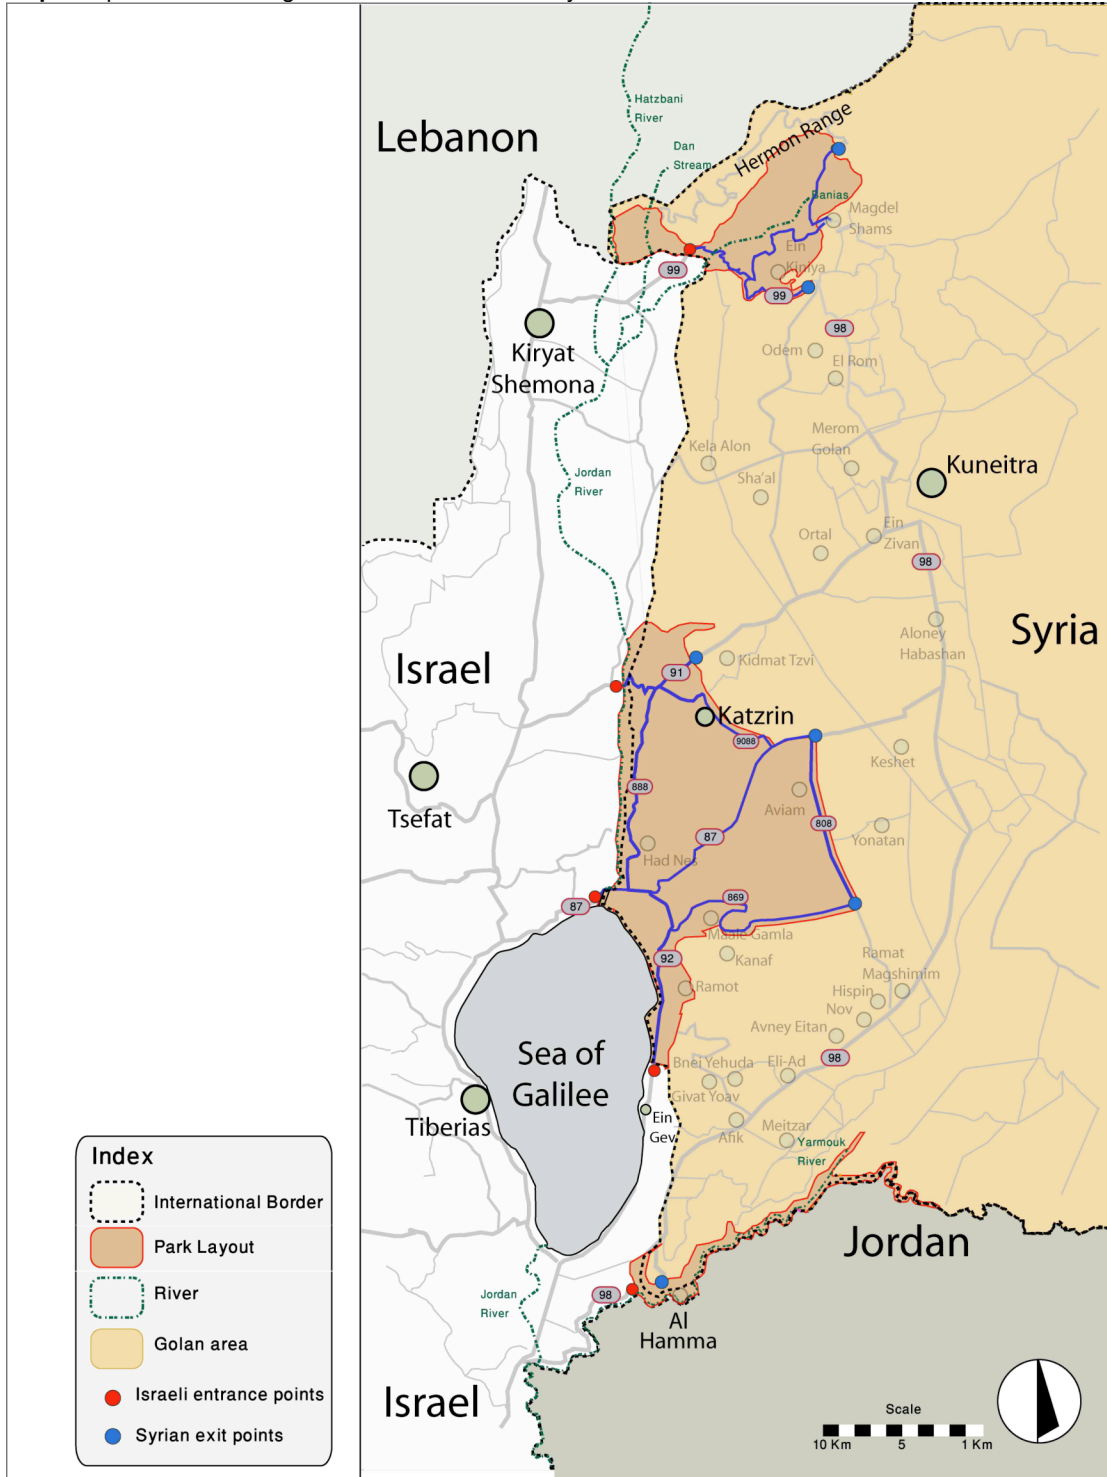 Hatzbani
River
Lebanon
Dan
Stream
Hermon Range
Banias
Magdel
Shams
Ein
Kiniya
99
99
98
Kiryat
Shemona
Odem
El Rom
Merom
Golan
Kela Alon
Sha'al
Kuneitra
Jordan
River
Ortal
Ein
Zivan
98
Syria
Aloney
Habashan
Israel
Kidmat Tzvi
91
Katzrin
9088
Keshet
888
Tsefat
Aviam
808
Yonatan
87
Had Nes
869
87
Maale Gamla
Kanaf
92
Ramat
Magshimim
Ramot
Hispin
Nov
Avney Eitan
98
Sea of
Galilee
Bnei Yehuda
Eli-Ad
Givat Yoav
Tiberias
Ein
Gev
Afik
Meitzar
Yarmouk
River
Jordan
Jordan
River
98
Al
Hamma
Israel
Index
International Border
Park Layout
River
Golan area
Israeli entrance points
Syrian exit points
Scale
10 Km 5 1 Km